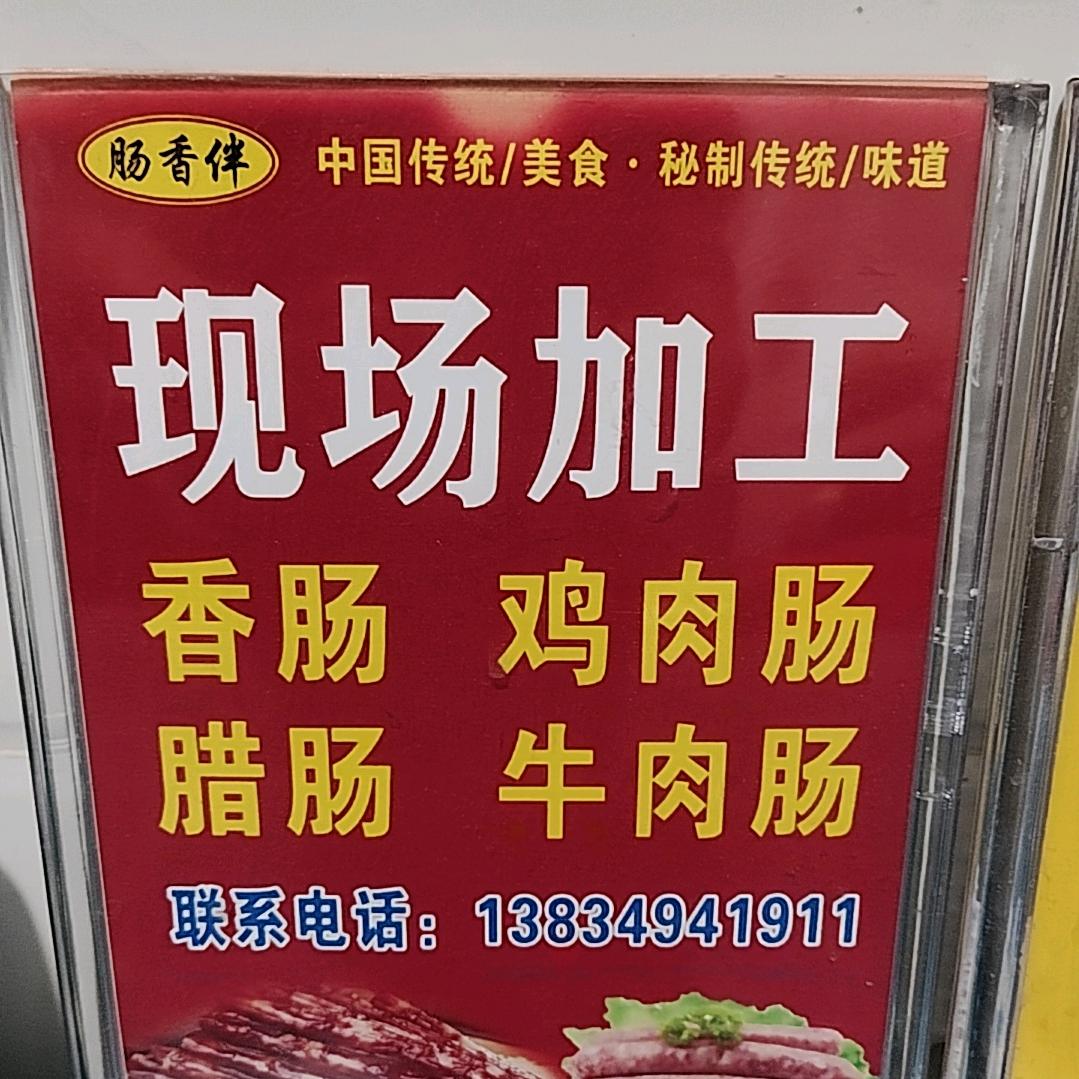 肠香伴 中国传统/美食·秘制传统/味道
现场加工
香肠 鸡肉肠
腊肠 牛肉肠
联系电话：13834941911